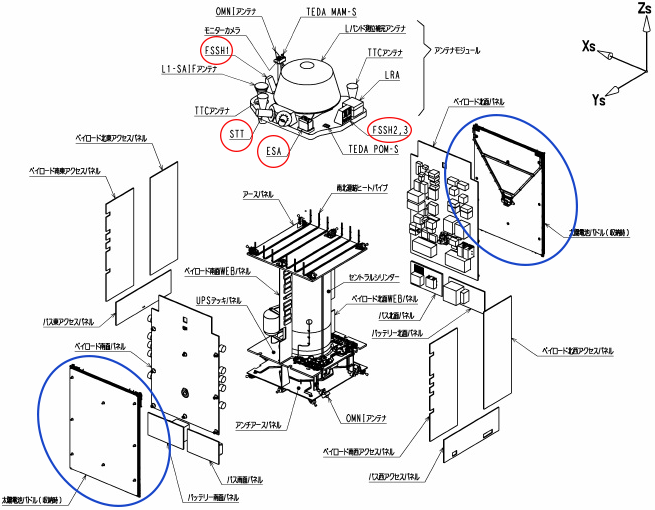 OMNIアンテナ
TEDA MAM-S
モニターカメラ
Lバンド測位補完アンテナ
FSSH1
TTCアンテナ
アンテナモジュール
L1-SAIFアンテナ
LRA
TTCアンテナ
STT
ESA
FSSH2,3
TEDA POM-S
Zs
Xs
Ys
ペイロード北面パネル
ペイロード北東アクセスパネル
ペイロード南東アクセスパネル
アースパネル
南北連結ヒートパイプ
太陽電池パドル(収納時)
ペイロード南面WEBパネル
セントラルシリンダー
UPSデッキパネル
ペイロード北面WEBパネル
バス北面パネル
バス東アクセスパネル
バッテリー北面パネル
ペイロード南面パネル
ペイロード北西アクセスパネル
アンチアースパネル
OMNIアンテナ
ペイロード南西アクセスパネル
バス西アクセスパネル
バス南面パネル
バッテリー南面パネル
太陽電池パドル(収納時)